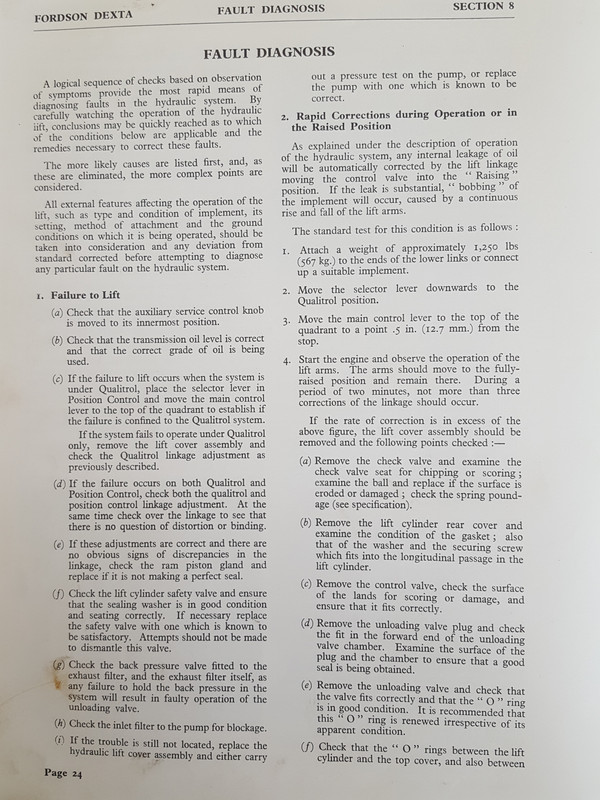 FORDSON DEXTA
FAULT DIAGNOSIS
SECTION 8
FAULT DIAGNOSIS
A logical sequence of checks based on observation
of symptoms provide the most rapid means of
diagnosing faults in the hydraulic system. By
carefully watching the operation of the hydraulic
lift, conclusions may be quickly reached as to which
of the conditions below are applicable and the
remedies necessary to correct these faults.
The more likely causes are listed first, and, as
these are eliminated, the more complex points are
considered.
All external features affecting the operation of the
lift, such as type and condition of implement, its
setting, method of attachment and the ground
conditions on which it is being operated, should be
taken into consideration and any deviation from
standard corrected before attempting to diagnose
any particular fault on the hydraulic system.
1. Failure to Lift
(a) Check that the auxiliary service control knob
is moved to its innermost position.
(b) Check that the transmission oil level is correct
and that the correct grade of oil is being
used.
(c) If the failure to lift occurs when the system is
under Qualitrol, place the selector lever in
Position Control and move the main control
lever to the top of the quadrant to establish if
the failure is confined to the Qualitrol system.
If the system fails to operate under Qualitrol
only, remove the lift cover assembly and
check the Qualitrol linkage adjustment as
previously described.
(d) If the failure occurs on both Qualitrol and
Position Control, check both the qualitrol and
position control linkage adjustment. At the
same time check over the linkage to see that
there is no question of distortion or binding.
(e) If these adjustments are correct and there are
no obvious signs of discrepancies in the
linkage, check the ram piston gland and
replace if it is not making a perfect seal.
(f) Check the lift cylinder safety valve and ensure
that the sealing washer is in good condition
and seating correctly. If necessary replace
the safety valve with one which is known to
be satisfactory. Attempts should not be made
to dismantle this valve.
(g) Check the back pressure valve fitted to the
exhaust filter, and the exhaust filter itself, as
any failure to hold the back pressure in the
system will result in faulty operation of the
unloading valve.
(h) Check the inlet filter to the pump for blockage.
(i) If the trouble is still not located, replace the
hydraulic lift cover assembly and either carry
Page 24
out a pressure test on the pump, or replace
the pump with one which is known to be
correct.
2. Rapid Corrections during Operation or in
the Raised Position
As explained under the description of operation
of the hydraulic system, any internal leakage of oil
will be automatically corrected by the lift linkage
moving the control valve into the " Raising "
position. If the leak is substantial, " bobbing " of
the implement will occur, caused by a continuous
rise and fall of the lift arms.
The standard test for this condition is as follows :
1. Attach a weight of approximately 1,250 lbs
(567 kg.) to the ends of the lower links or connect
up a suitable implement.
2. Move the selector lever downwards to the
Qualitrol position.
3. Move the main control lever to the top of the
quadrant to a point .5 in. (12.7 mm.) from the
stop.
4. Start the engine and observe the operation of the
lift arms. The arms should move to the fully-
raised position and remain there. During a
period of two minutes, not more than three
corrections of the linkage should occur.
If the rate of correction is in excess of the
above figure, the lift cover assembly should be
removed and the following points checked :—
(a) Remove the check valve and examine the
check valve seat for chipping or scoring ;
examine the ball and replace if the surface is
eroded or damaged ; check the spring pound-
age (see specification).
(b) Remove the lift cylinder rear cover and
examine the condition of the gasket ; also
that of the washer and the securing screw
which fits into the longitudinal passage in the
lift cylinder.
(c) Remove the control valve, check the surface
of the lands for scoring or damage, and
ensure that it fits correctly.
(d) Remove the unloading valve plug and check
the fit in the forward end of the unloading
valve chamber. Examine the surface of the
plug and the chamber to ensure that a good
seal is being obtained.
(e) Remove the unloading valve and check that
the valve fits correctly and that the " O " ring
is in good condition. It is recommended that
this " O " ring is renewed irrespective of its
apparent condition.
(f) Check that the " O " rings between the lift
cylinder and the top cover, and also between